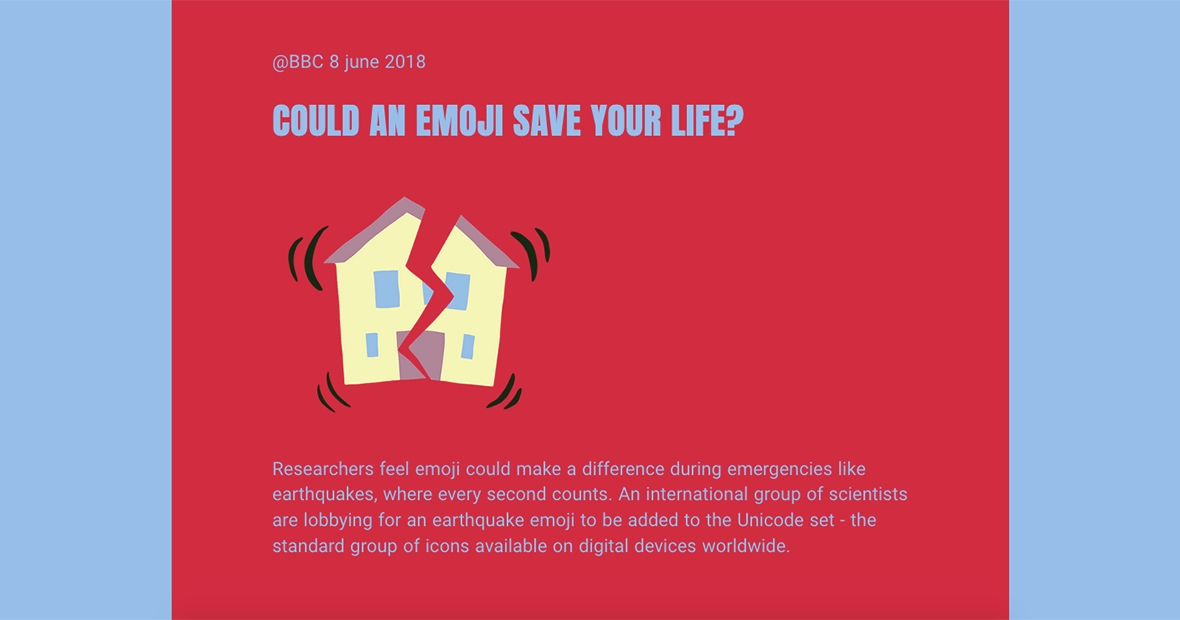 @BBC 8 june 2018
COULD AN EMOJI SAVE YOUR LIFE?
Researchers feel emoji could make a difference during emergencies like
earthquakes, where every second counts. An international group of scientists
are lobbying for an earthquake emoji to be added to the Unicode set - the
standard group of icons available on digital devices worldwide.